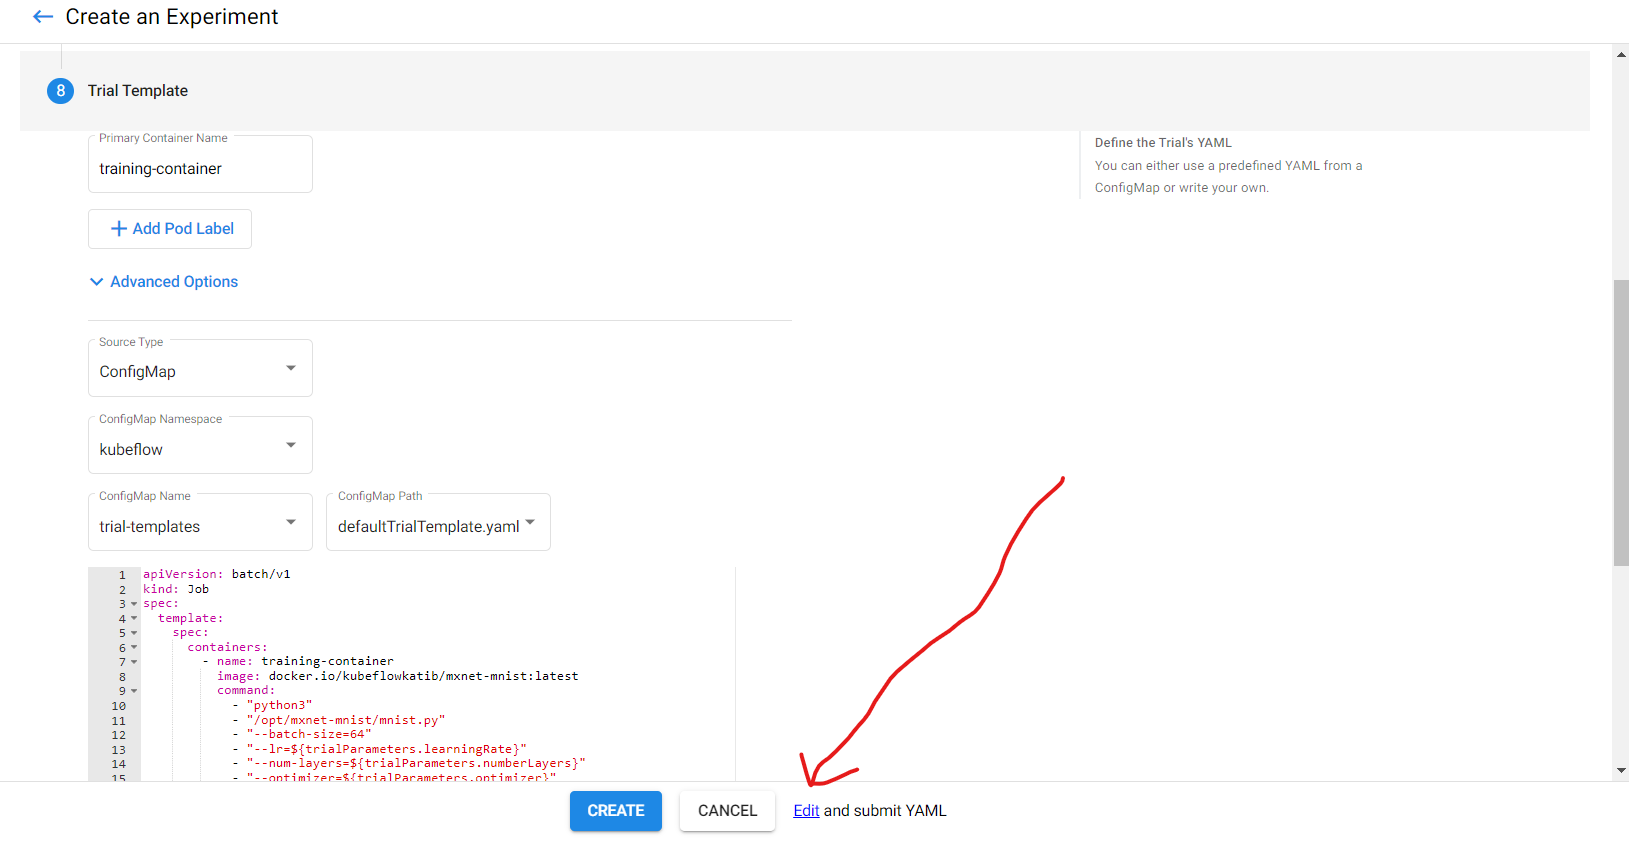 Create an Experiment
8 Trial Template
Primary Container Name
training-container
Define the Trial's YAML
You can either use a predefined YAML from a
ConfigMap or write your own.
Add Pod Label
Advanced Options
Source Type
ConfigMap
ConfigMap Namespace
kubeflow
ConfigMap Name
trial-templates
ConfigMap Path
defaultTrialTemplate.yaml
1 apiVersion: batch/v1
2 kind: Job
3 spec:
4 template:
5 spec:
6 containers:
7 - name: training-container
8 image: docker.io/kubeflowkatib/mxnet-mnist:latest
9 command:
10 - "python3"
11 - "/opt/mxnet-mnist/mnist.py"
12 - "--batch-size=64"
13 - "--lr=${trialParameters.learningRate}"
14 - "--num-layers=${trialParameters.numberLayers}"
15 - "--optimizer=${trialParameters.optimizer}"
CREATE
CANCEL
Edit and submit YAML